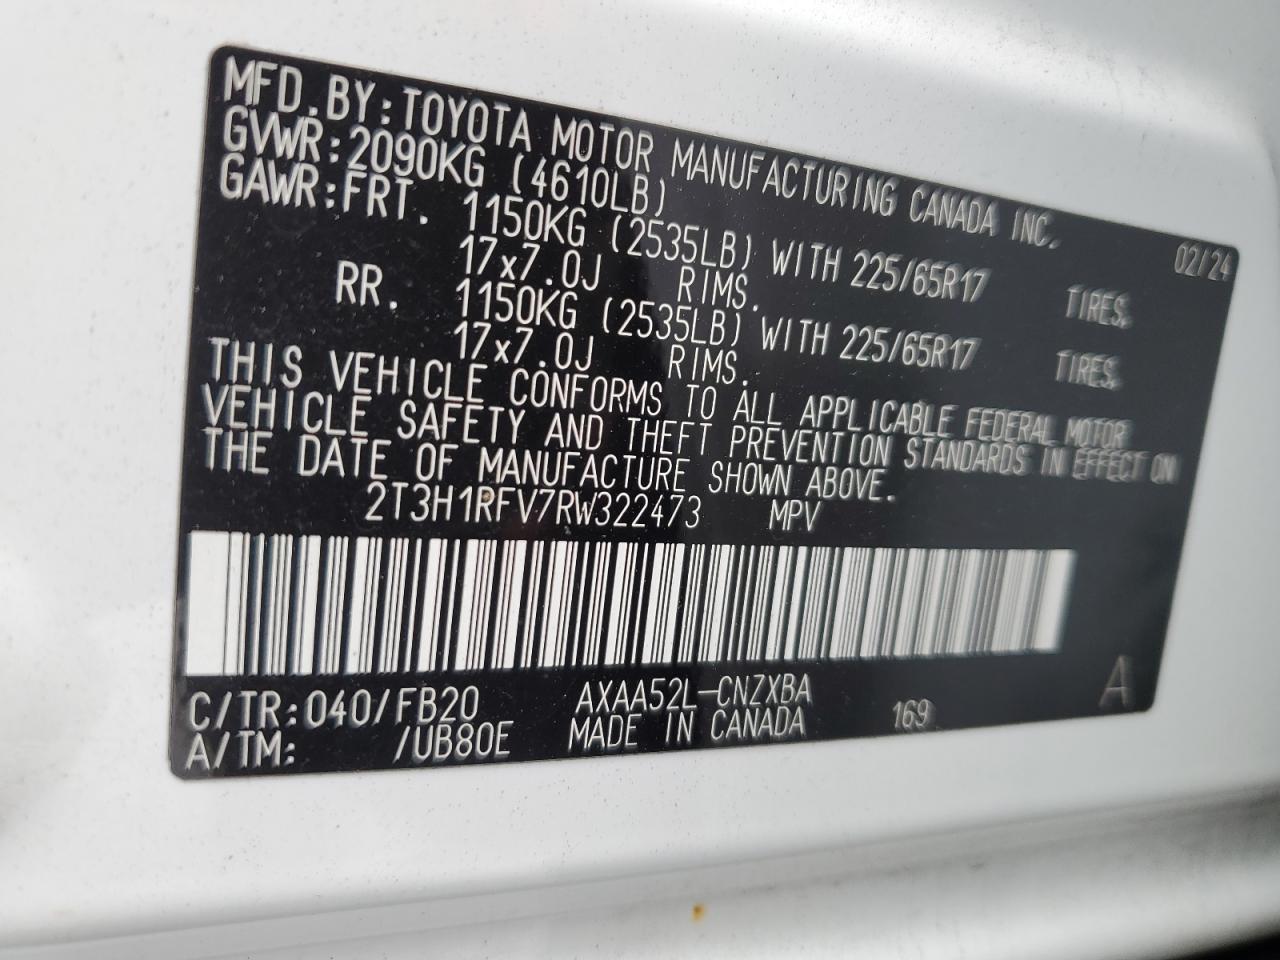 MFD.BY:TOYOTA MOTOR MANUFACTURING CANADA INC.
GVWR:2090KG (4610LB) 02/24
GAWR:FRT. 1150KG (2535LB) WITH 225/65R17 TIRES,
17x7.0J RIMS.
RR. 1150KG (2535LB) WITH 225/65R17 TIRES,
17x7.0J RIMS.
THIS VEHICLE CONFORMS TO ALL APPLICABLE FEDERAL MOTOR
VEHICLE SAFETY AND THEFT PREVENTION STANDARDS IN EFFECT ON
THE DATE OF MANUFACTURE SHOWN ABOVE.
2T3H1RFV7RW322473 MPV
C/TR:040/FB20 AXAA52L-CNZXBA A
A/TM: /UB80E MADE IN CANADA 169